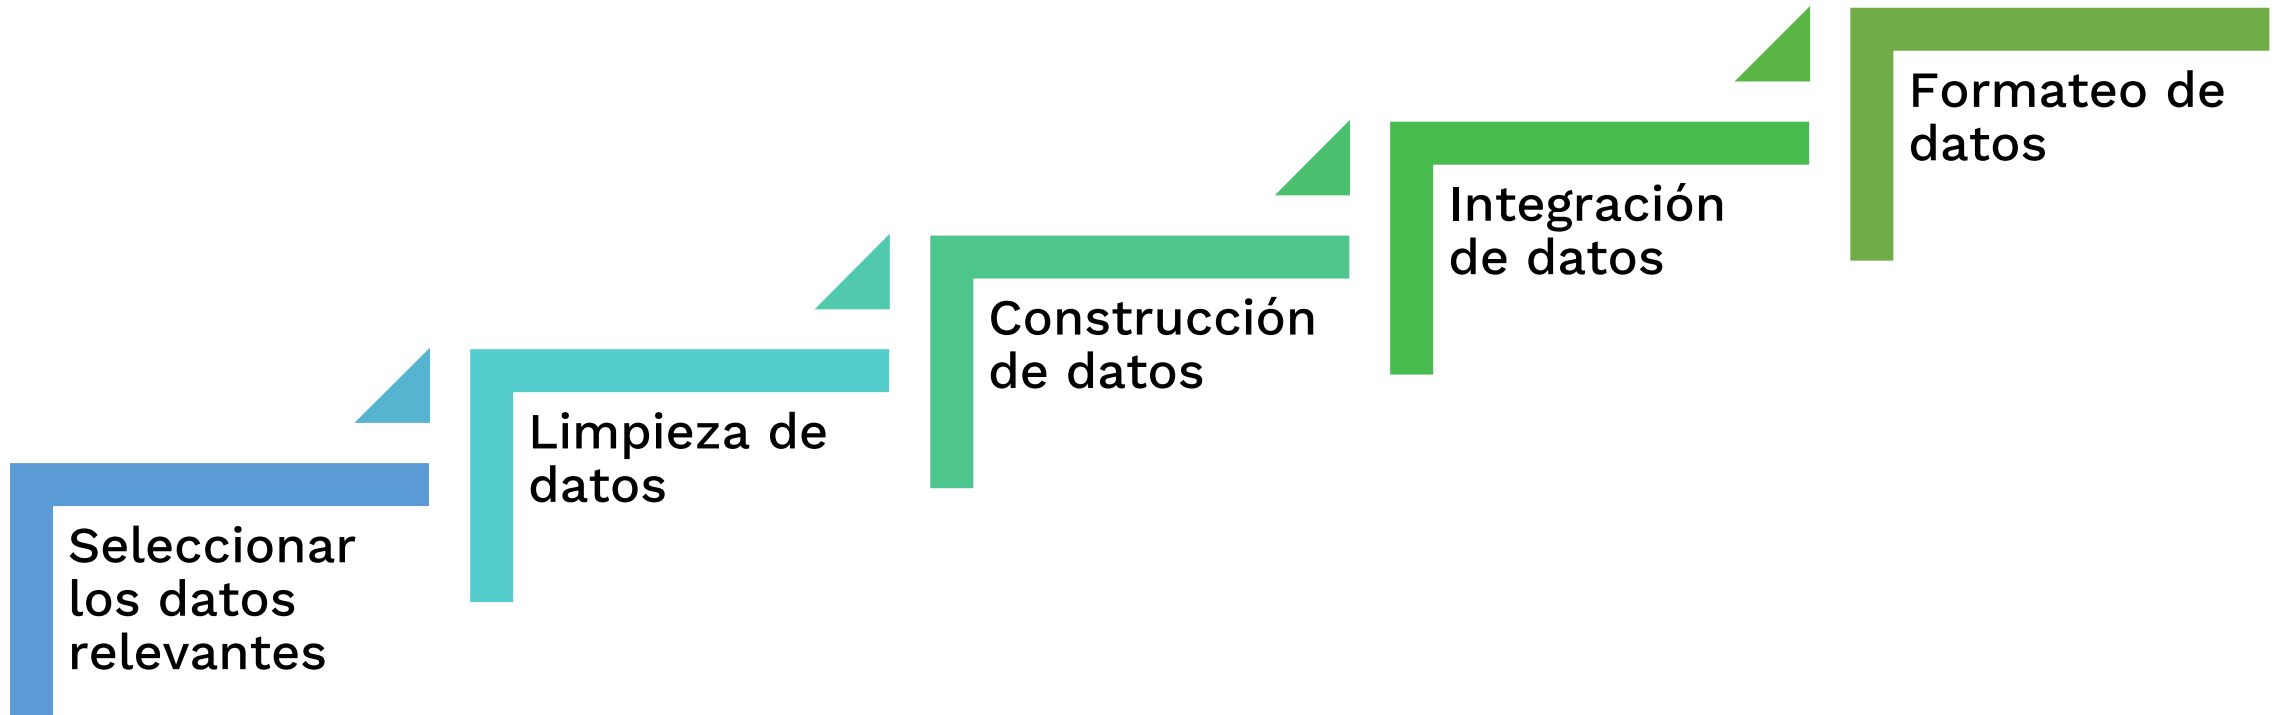 Seleccionar
los datos
relevantes
Limpieza de
datos
Construcción
de datos
Integración
de datos
Formateo de
datos